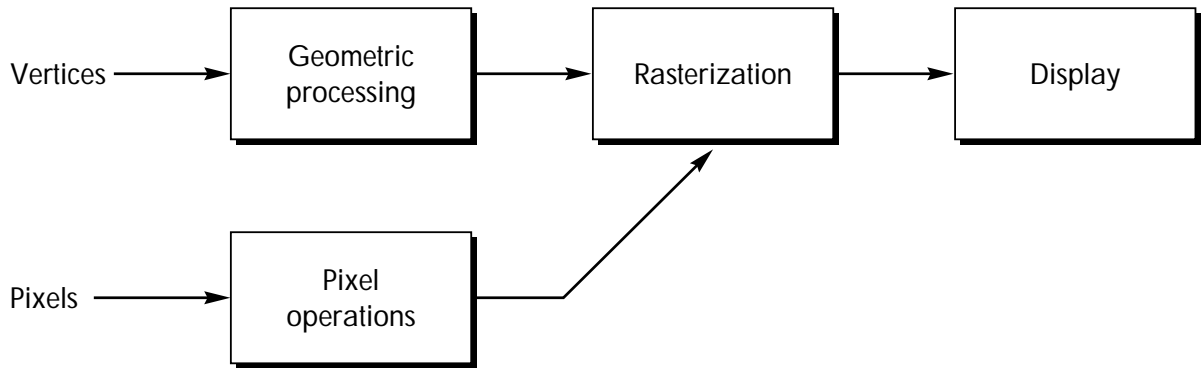 Vertices
Geometric
processing
Rasterization
Display
Pixels
Pixel
operations